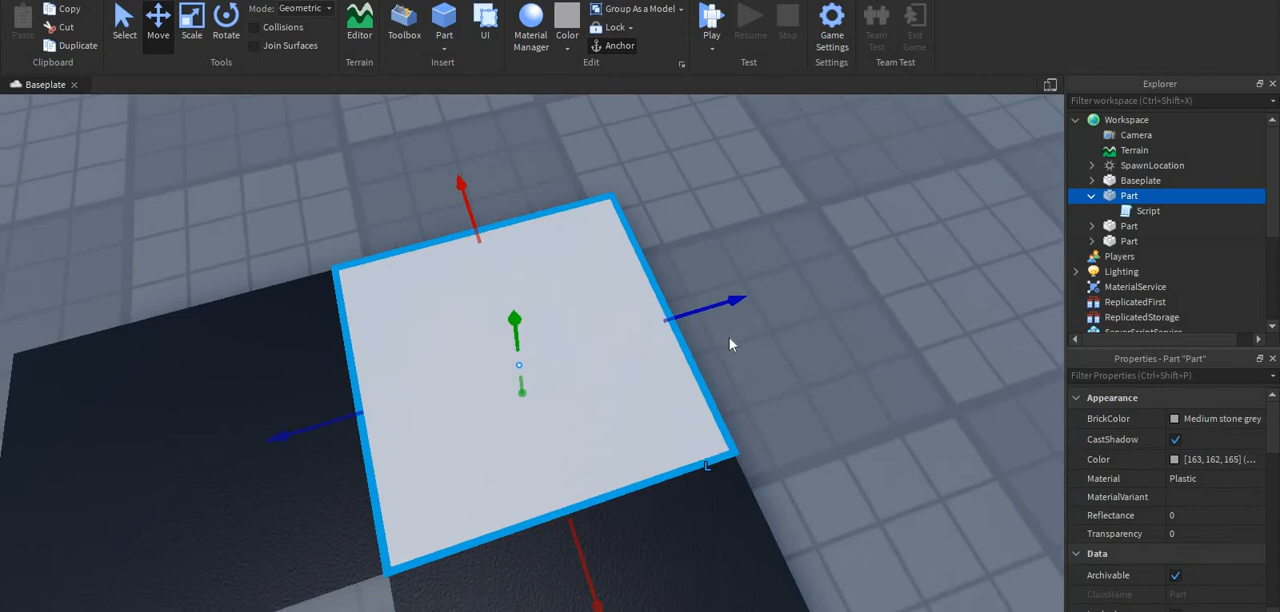 Paste
Copy
Cut
Duplicate
Clipboard
Select
Move
Scale
Rotate
Mode: Geometric
Collisions
Join Surfaces
Tools
Editor
Terrain
Toolbox
Part
UI
Insert
Material Manager
Color
Group As a Model
Lock
Anchor
Edit
Play
Resume
Stop
Test
Game Settings
Settings
Team Test
Exit Game
Team Test
Baseplate
Explorer
Filter workspace (Ctrl+Shift+X)
Workspace
Camera
Terrain
SpawnLocation
Baseplate
Part
Script
Part
Part
Players
Lighting
MaterialService
ReplicatedFirst
ReplicatedStorage
ServerScriptService
Properties - Part "Part"
Filter Properties (Ctrl+Shift+P)
Appearance
BrickColor Medium stone grey
CastShadow
Color [163, 162, 165] (...
Material Plastic
MaterialVariant
Reflectance 0
Transparency 0
Data
Archivable
ClassName Part
L